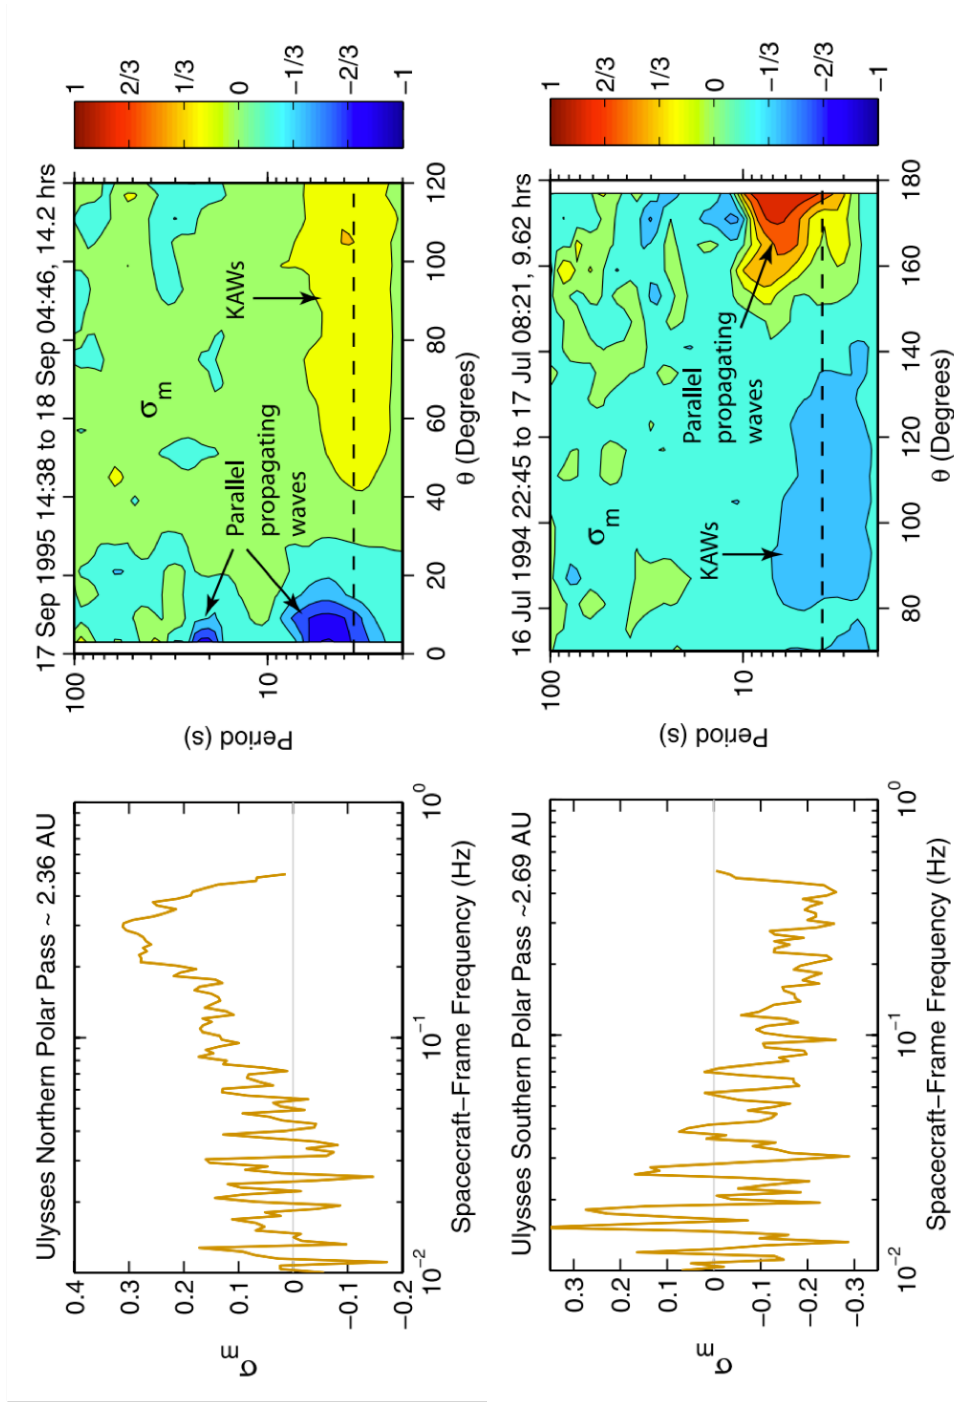 Ulysses Northern Polar Pass ~ 2.36 AU
0.4
0.3
0.2
0.1
0
−0.1
−0.2
σm
10−2
10−1
100
Spacecraft−Frame Frequency (Hz)
17 Sep 1995 14:38 to 18 Sep 04:46, 14.2 hrs
100
10
Period (s)
σm
Parallel
propagating
waves
KAWs
0
20
40
60
80
100
120
θ (Degrees)
1
2/3
1/3
0
−1/3
−2/3
−1
Ulysses Southern Polar Pass ~2.69 AU
0.3
0.2
0.1
0
−0.1
−0.2
−0.3
σm
10−2
10−1
100
Spacecraft−Frame Frequency (Hz)
16 Jul 1994 22:45 to 17 Jul 08:21, 9.62 hrs
100
10
Period (s)
σm
KAWs
Parallel
propagating
waves
80
100
120
140
160
180
θ (Degrees)
1
2/3
1/3
0
−1/3
−2/3
−1